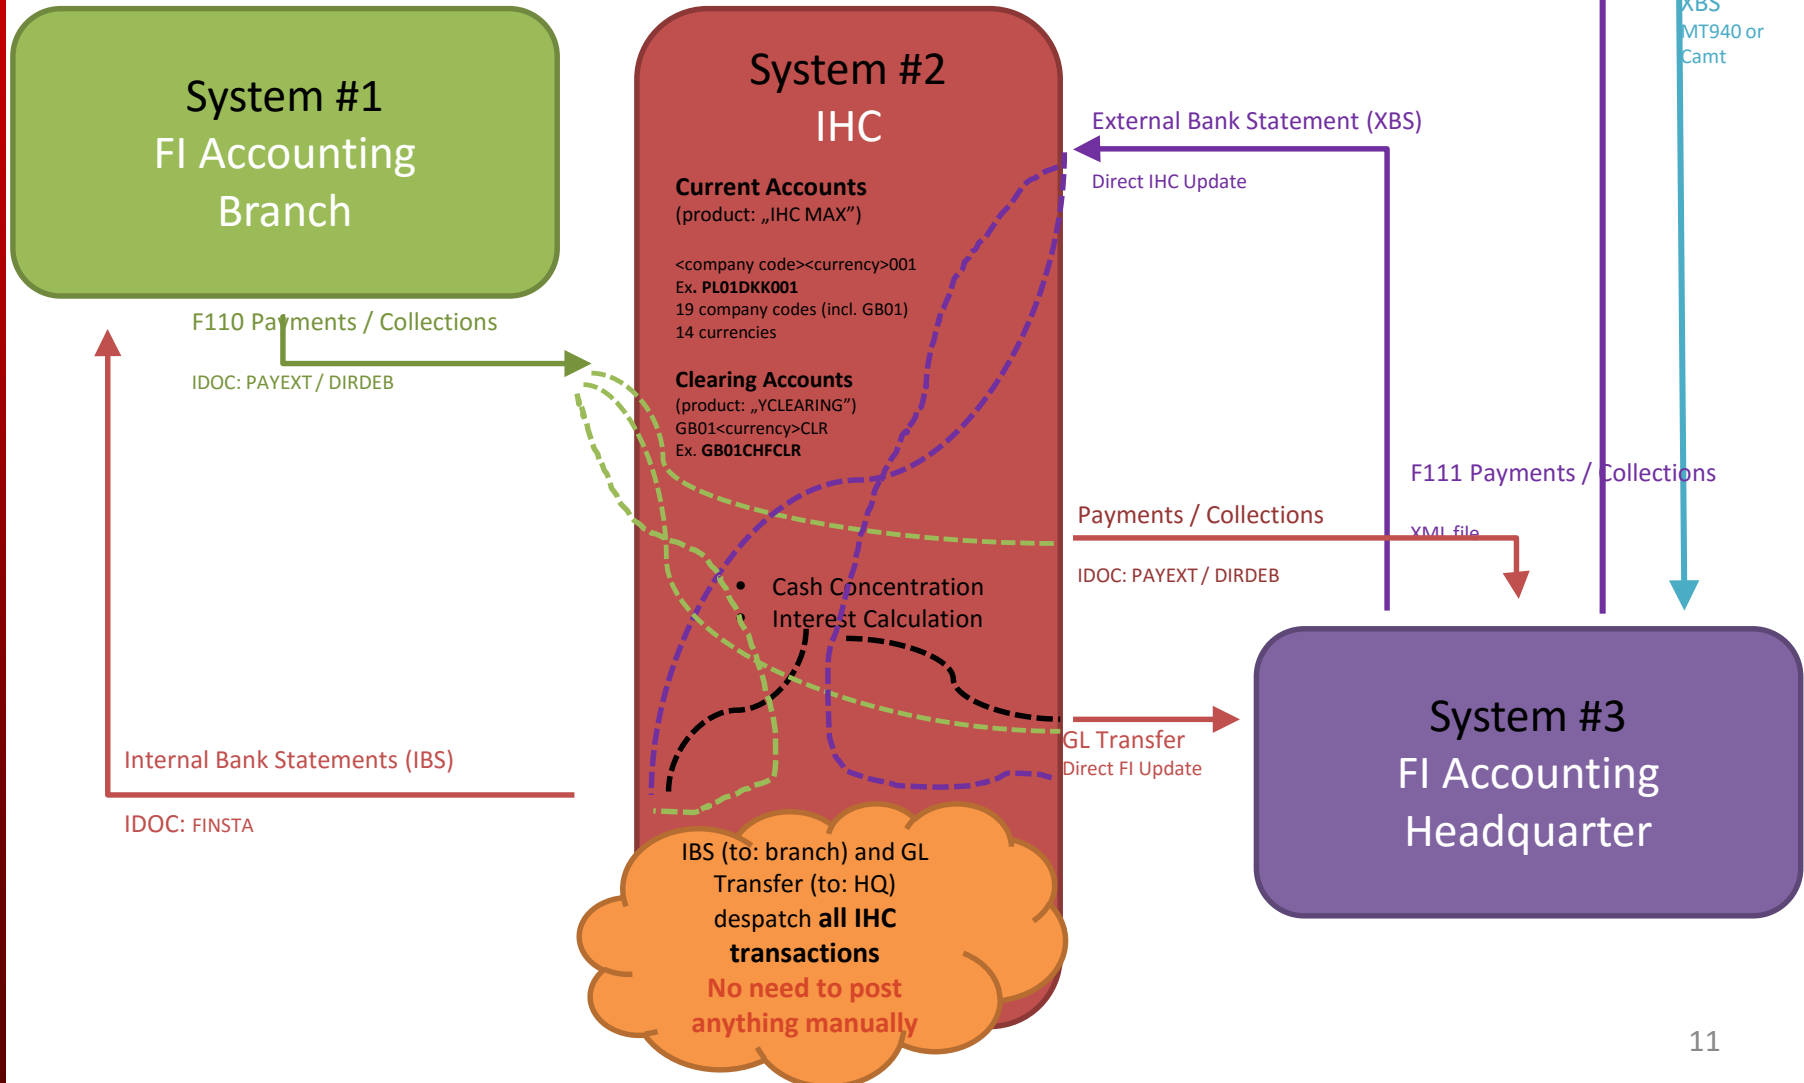 XBS
MT940 or
Camt
System #1
FI Accounting
Branch
System #2
IHC
Current Accounts
(product: „IHC MAX”)
<company code><currency>001
Ex. PL01DKK001
19 company codes (incl. GB01)
14 currencies
Clearing Accounts
(product: „YCLEARING”)
GB01<currency>CLR
Ex. GB01CHFCLR
External Bank Statement (XBS)
Direct IHC Update
F110 Payments / Collections
IDOC: PAYEXT / DIRDEB
F111 Payments / Collections
XML file
Payments / Collections
IDOC: PAYEXT / DIRDEB
• Cash Concentration
• Interest Calculation
GL Transfer
Direct FI Update
System #3
FI Accounting
Headquarter
Internal Bank Statements (IBS)
IDOC: FINSTA
IBS (to: branch) and GL
Transfer (to: HQ)
despatch all IHC
transactions
No need to post
anything manually
11